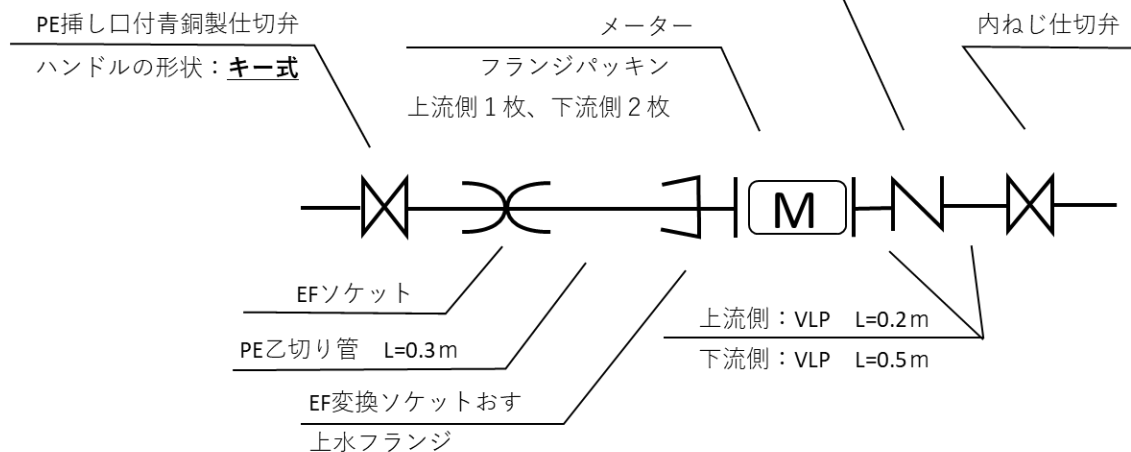 PE挿し口付青銅製仕切弁
ハンドルの形状：キー式
メーター
フランジパッキン
上流側１枚、下流側２枚
内ねじ仕切弁
M
EFソケット
PE乙切り管　L=0.3ｍ
EF変換ソケットおす
上水フランジ
上流側：VLP　L=0.2ｍ
下流側：VLP　L=0.5ｍ